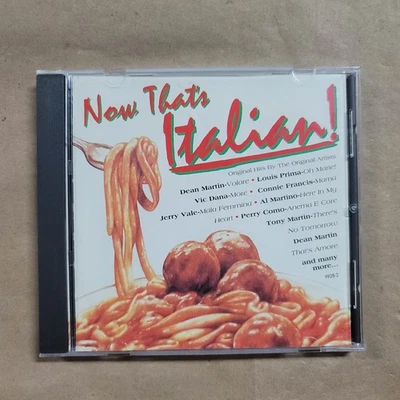 Now That's
Italian!
Original Hits By The Original Artists
Dean Martin-Volare • Louis Prima-Oh Marie!
Vic Dana-More • Connie Francis-Mama
Jerry Vale-Mala Femmina • Al Martino-Here In My
Heart • Perry Como-Anema E Core
Tony Martin-There's
No Tomorrow
Dean Martin
That's Amore
and many
more...